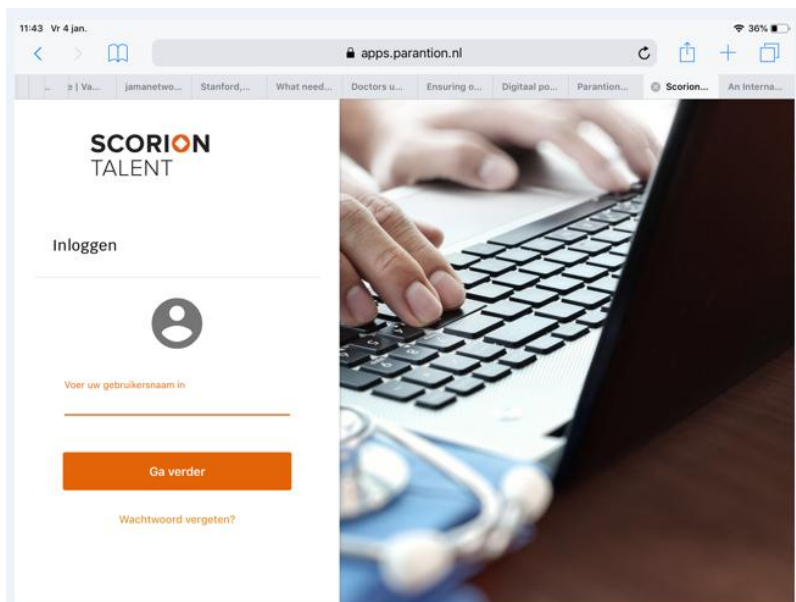 11:43 Vr 4 jan.
36%
apps.parantion.nl
e | Va... jamanetwo... Stanford,... What need... Doctors u... Ensuring o... Digitaal po... Parantion... Scorion... An Interna...
SCORION
TALENT
Inloggen
Voer uw gebruikersnaam in
Ga verder
Wachtwoord vergeten?